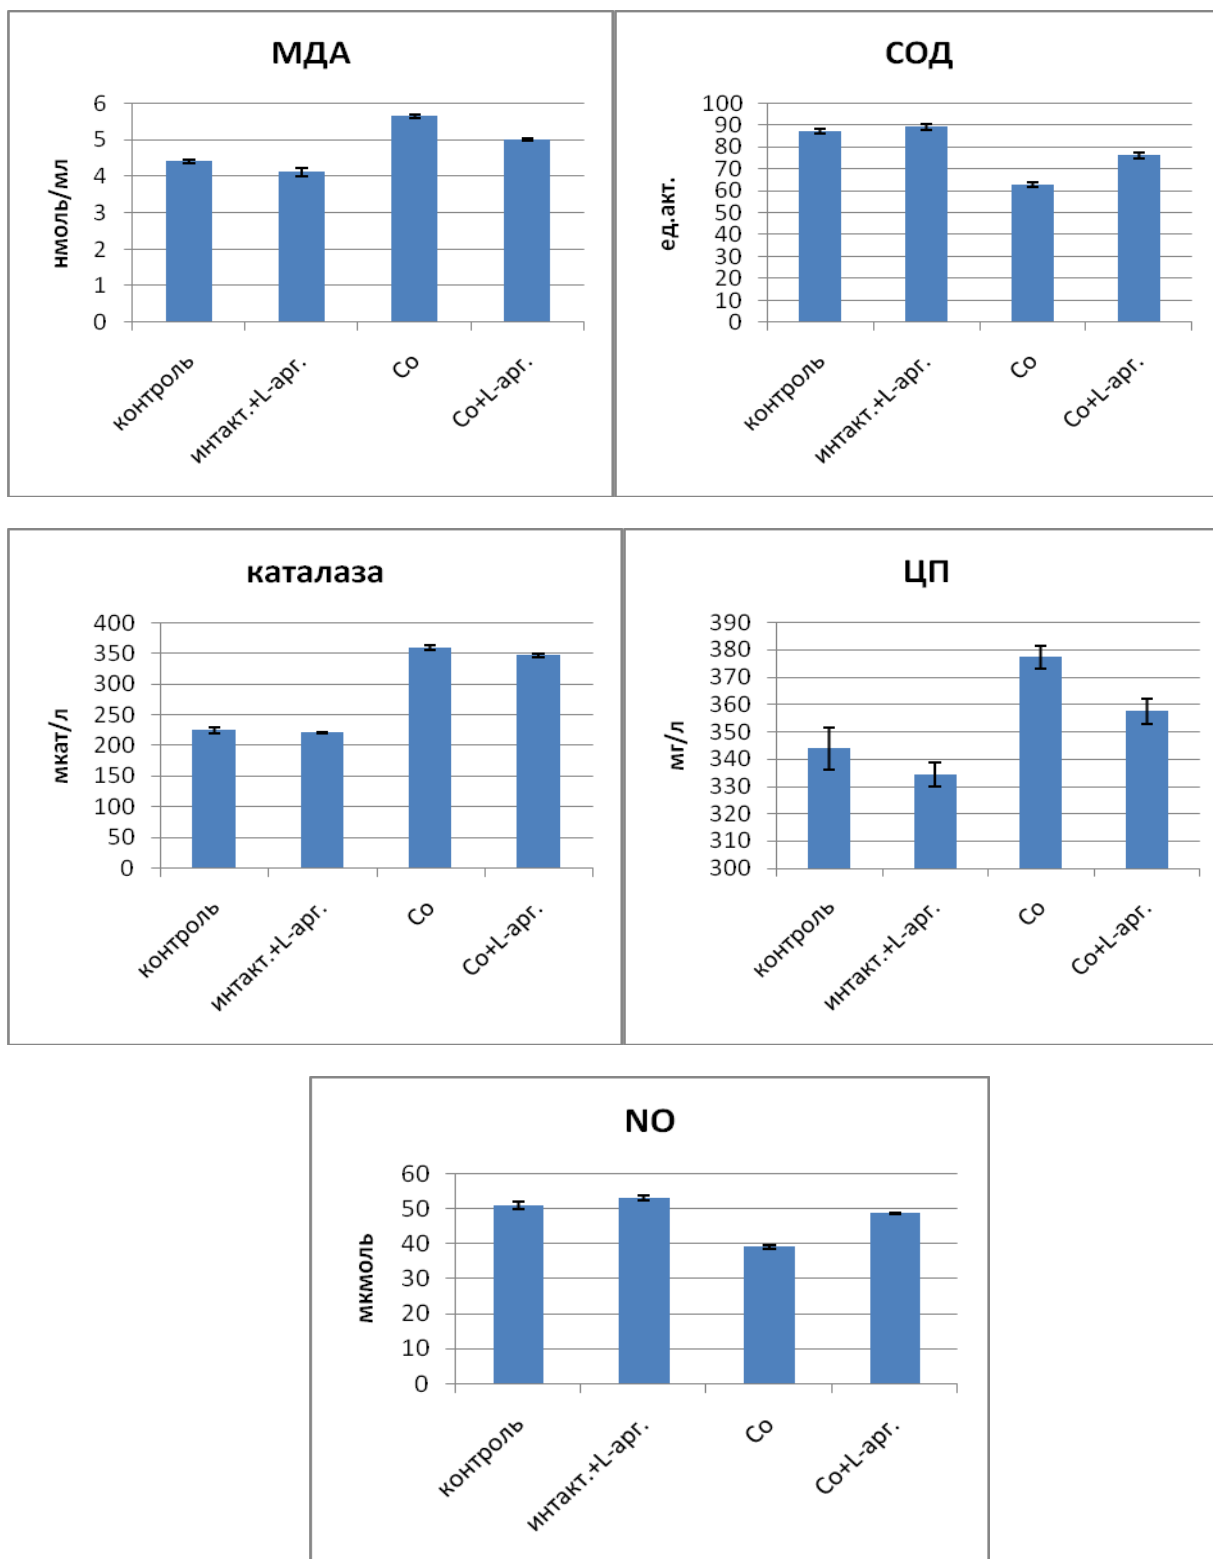 МДА
нмоль/мл
6
5
4
3
2
1
0
контроль
интакт.+L-арг.
Co
Co+L-арг.
СОД
ед.акт.
100
90
80
70
60
50
40
30
20
10
0
контроль
интакт.+L-арг.
Co
Co+L-арг.
каталаза
мкат/л
400
350
300
250
200
150
100
50
0
контроль
интакт.+L-арг.
Co
Co+L-арг.
ЦП
мг/л
390
380
370
360
350
340
330
320
310
300
контроль
интакт.+L-арг.
Co
Co+L-арг.
NO
мкмоль
60
50
40
30
20
10
0
контроль
интакт.+L-арг.
Co
Co+L-арг.